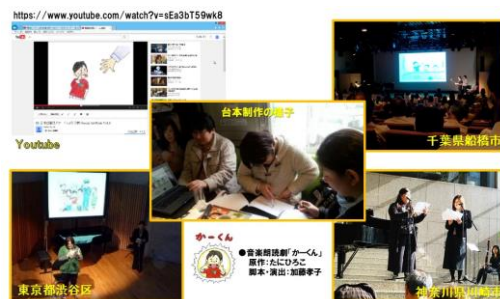 https://www.youtube.com/watch?v=sEa3bT59wk8
Youtube
台本制作の様子
千葉県船橋市
東京都渋谷区
かーくん
●音楽朗読劇「かーくん」
原作:たにひろこ
脚本・演出:加藤孝子
神奈川県川崎市